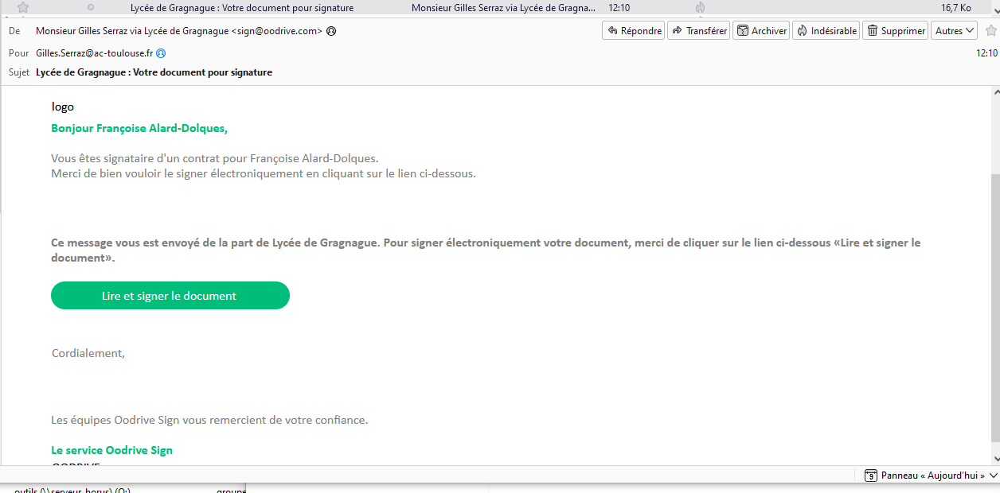 Lycée de Gragnague : Votre document pour signature Monsieur Gilles Serraz via Lycée de Gragna... 12:10 16,7 Ko
De Monsieur Gilles Serraz via Lycée de Gragnague <sign@oodrive.com> Répondre Transférer Archiver Indésirable Supprimer Autres
Pour Gilles.Serraz@ac-toulouse.fr 12:10
Sujet Lycée de Gragnague : Votre document pour signature
logo
Bonjour Françoise Alard-Dolques,
Vous êtes signataire d'un contrat pour Françoise Alard-Dolques.
Merci de bien vouloir le signer électroniquement en cliquant sur le lien ci-dessous.
Ce message vous est envoyé de la part de Lycée de Gragnague. Pour signer électroniquement votre document, merci de cliquer sur le lien ci-dessous «Lire et signer le
document».
Lire et signer le document
Cordialement,
Les équipes Oodrive Sign vous remercient de votre confiance.
Le service Oodrive Sign
OODRIVE
9 Panneau « Aujourd'hui »
outils (\\serveur_horus) (O:) groupe